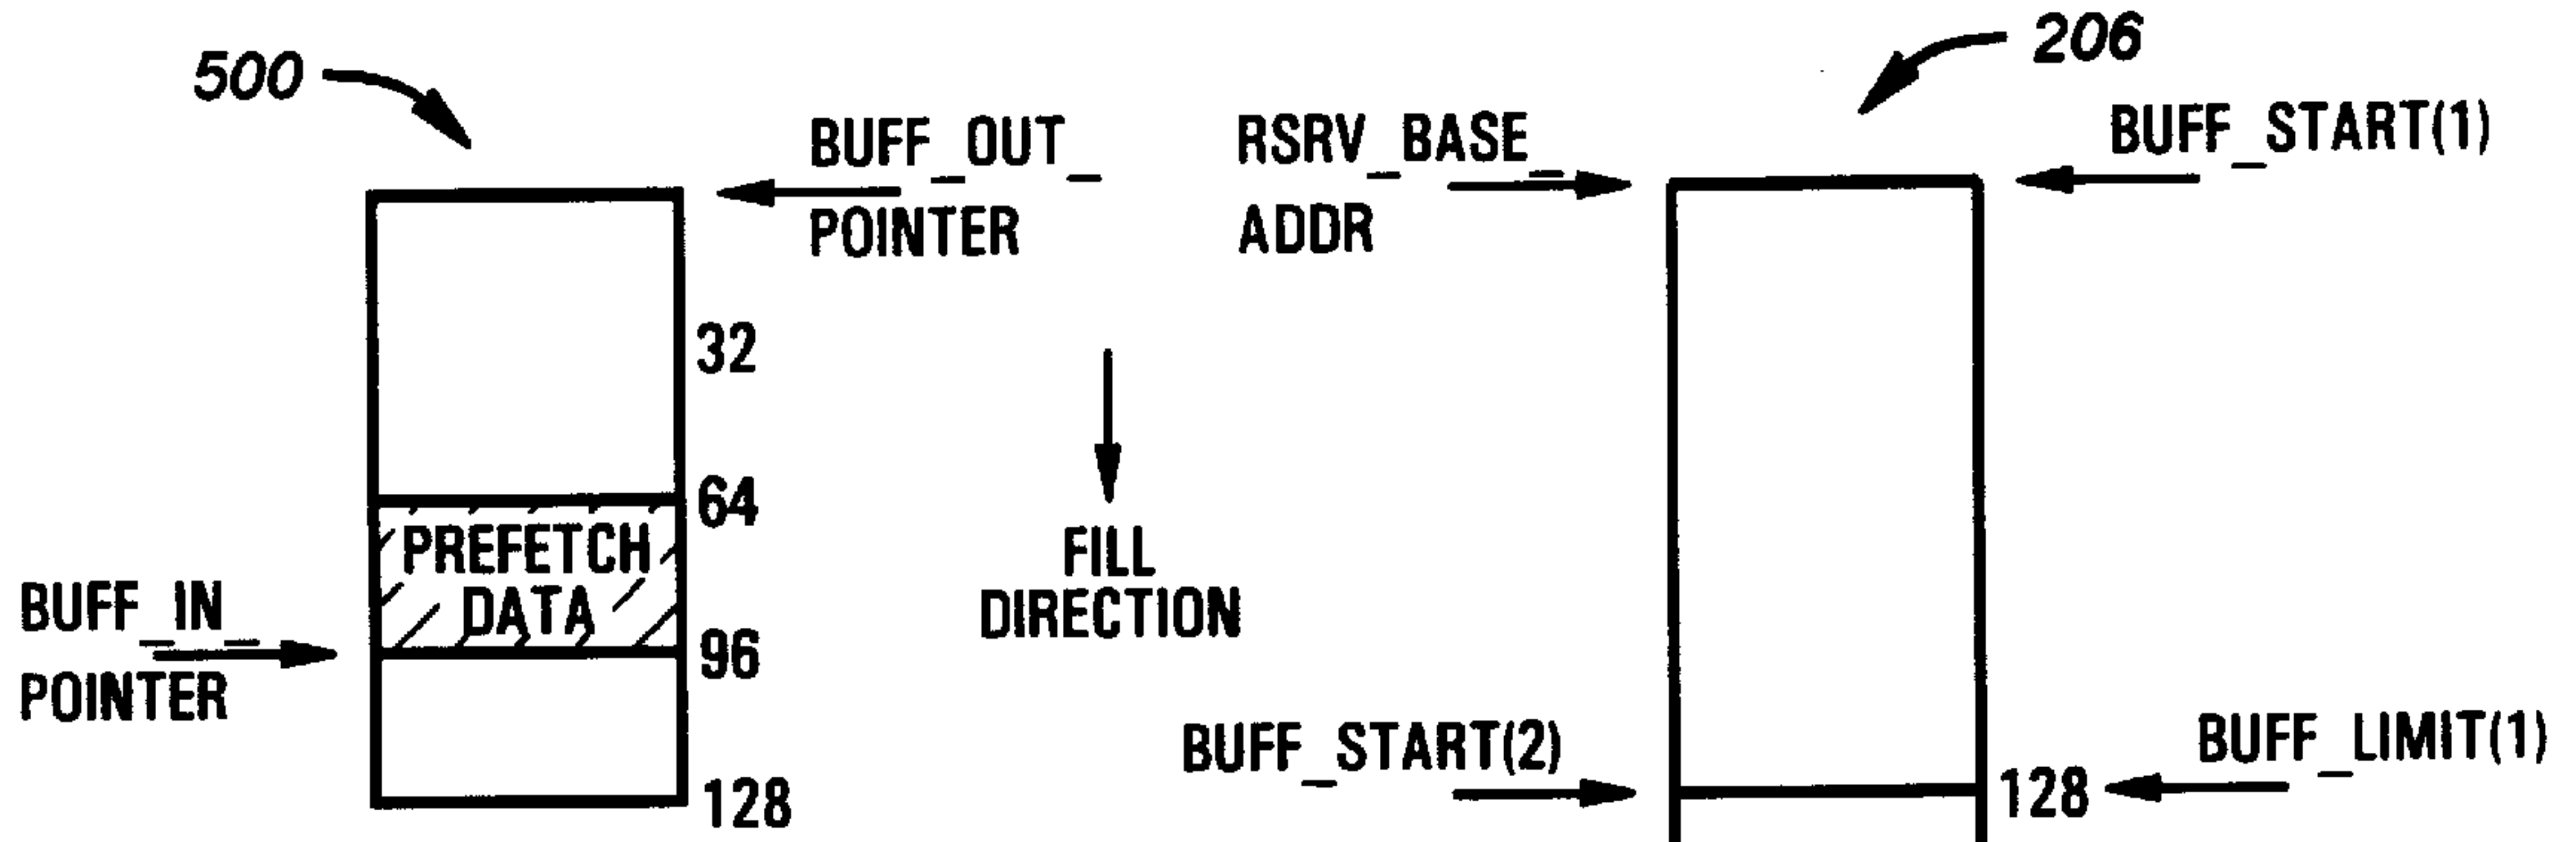 500
206
BUFF_OUT_
POINTER
RSRV_BASE_
ADDR
BUFF_START(1)
32
64
PREFETCH
DATA
96
128
BUFF_IN_
POINTER
FILL
DIRECTION
BUFF_START(2)
128
BUFF_LIMIT(1)